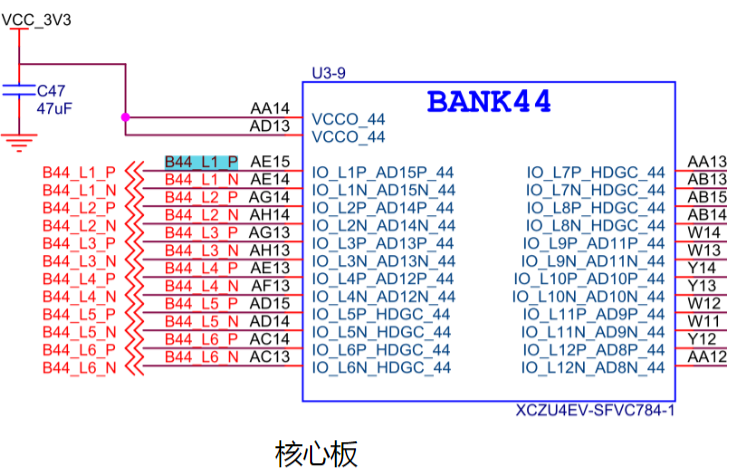 VCC_3V3
C47
47uF
U3-9
BANK44
AA14 VCCO_44
AD13 VCCO_44
B44_L1_P B44_L1_P AE15 IO_L1P_AD15P_44 IO_L7P_HDGC_44 AA13
B44_L1_N B44_L1_N AE14 IO_L1N_AD15N_44 IO_L7N_HDGC_44 AB13
B44_L2_P B44_L2_P AG14 IO_L2P_AD14P_44 IO_L8P_HDGC_44 AB15
B44_L2_N B44_L2_N AH14 IO_L2N_AD14N_44 IO_L8N_HDGC_44 AB14
B44_L3_P B44_L3_P AG13 IO_L3P_AD13P_44 IO_L9P_AD11P_44 W14
B44_L3_N B44_L3_N AH13 IO_L3N_AD13N_44 IO_L9N_AD11N_44 W13
B44_L4_P B44_L4_P AE13 IO_L4P_AD12P_44 IO_L10P_AD10P_44 Y14
B44_L4_N B44_L4_N AF13 IO_L4N_AD12N_44 IO_L10N_AD10N_44 Y13
B44_L5_P B44_L5_P AD15 IO_L5P_HDGC_44 IO_L11P_AD9P_44 W12
B44_L5_N B44_L5_N AD14 IO_L5N_HDGC_44 IO_L11N_AD9N_44 W11
B44_L6_P B44_L6_P AC14 IO_L6P_HDGC_44 IO_L12P_AD8P_44 Y12
B44_L6_N B44_L6_N AC13 IO_L6N_HDGC_44 IO_L12N_AD8N_44 AA12
XCZU4EV-SFVC784-1
核心板